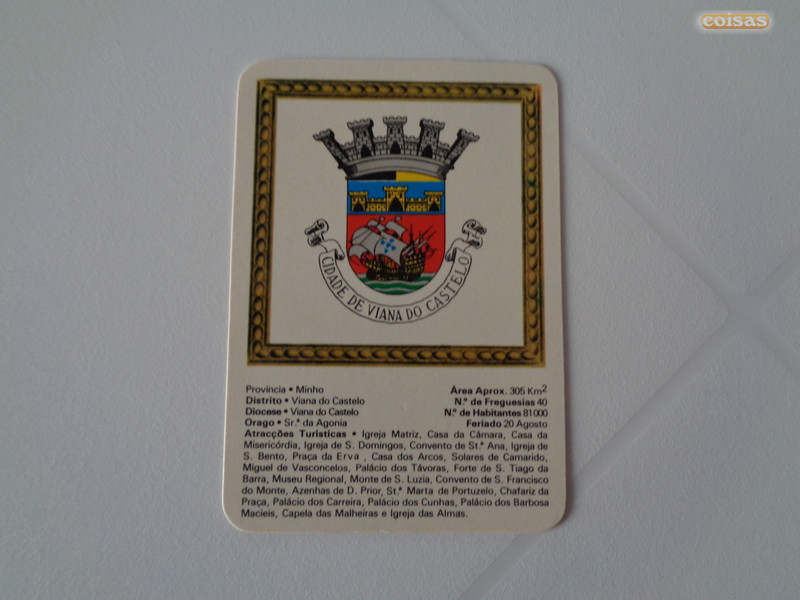 coisas
CIDADE DE VIANA DO CASTELO
Província • Minho
Distrito • Viana do Castelo
Diocese • Viana do Castelo
Orago • Sr.ª da Agonia
Área Aprox. 305 Km2
N.º de Freguesias 40
N.º de Habitantes 81000
Feriado 20 Agosto
Atracções Turísticas • Igreja Matriz, Casa da Câmara, Casa da
Misericórdia, Igreja de S. Domingos, Convento de St.ª Ana, Igreja de
S. Bento, Praça da Erva , Casa dos Arcos, Solares de Camarido,
Miguel de Vasconcelos, Palácio dos Távoras, Forte de S. Tiago da
Barra, Museu Regional, Monte de S. Luzia, Convento de S. Francisco
do Monte, Azenhas de D. Prior, St.ª Marta de Portuzelo, Chafariz da
Praça, Palácio dos Carreira, Palácio dos Cunhas, Palácio dos Barbosa
Macieis, Capela das Malheiras e Igreja das Almas.